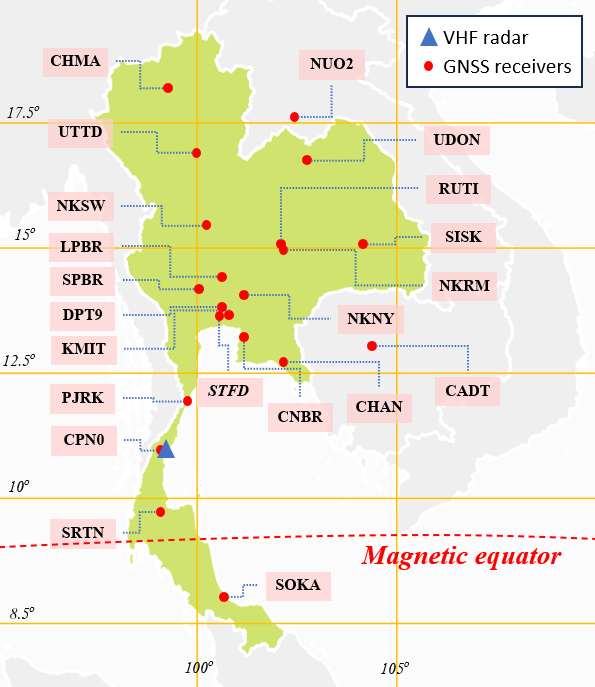 VHF radar
GNSS receivers
CHMA
NUO2
17.5°
UTTD
UDON
RUTI
NKSW
SISK
LPBR
15°
SPBR
NKRM
DPT9
NKNY
KMIT
12.5°
PJRK
STFD
CADT
CNBR
CHAN
CPN0
10°
SRTN
Magnetic equator
SOKA
8.5°
100°
105°